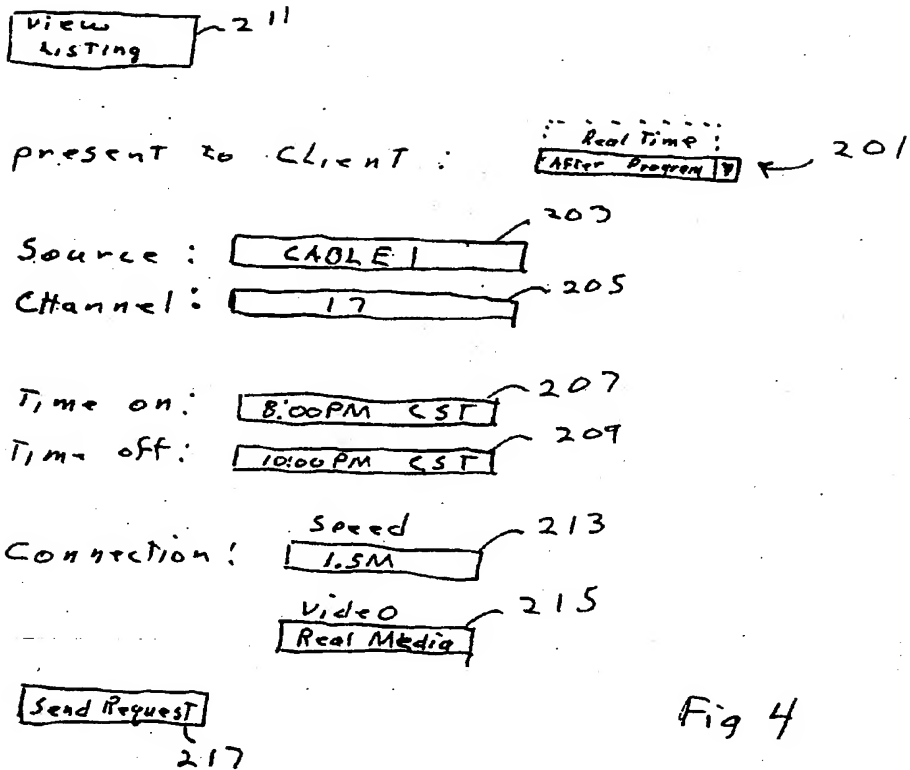 View 211
Listing
Real Time
present to Client : After Program 201
203
Source : CABLE 1
205
Channel : 17
207
Time on: 8:00PM CST
209
Time off: 10:00 PM CST
Speed 213
Connection: 1.5M
Video 215
Real Media
Send Request
217
Fig 4